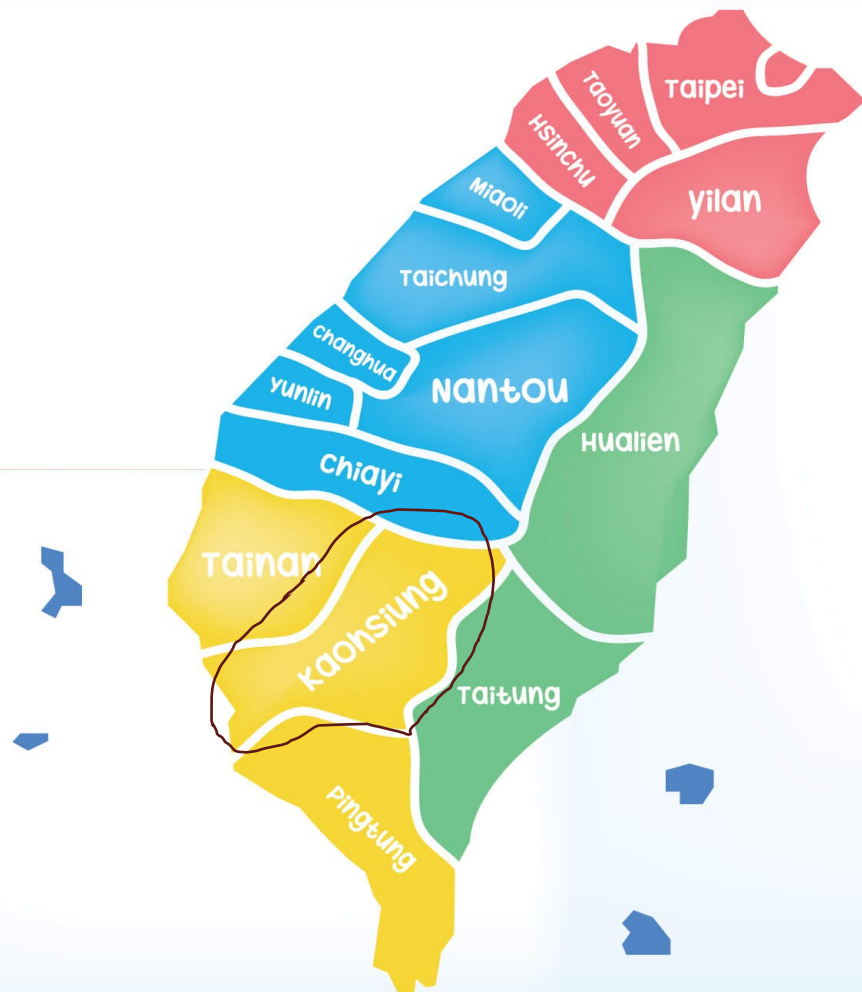 Taipei
Taoyuan
Hsinchu
Yilan
Miaoli
Taichung
Changhua
Nantou
Yunlin
Hualien
Chiayi
Tainan
Kaohsiung
Taitung
Pingtung